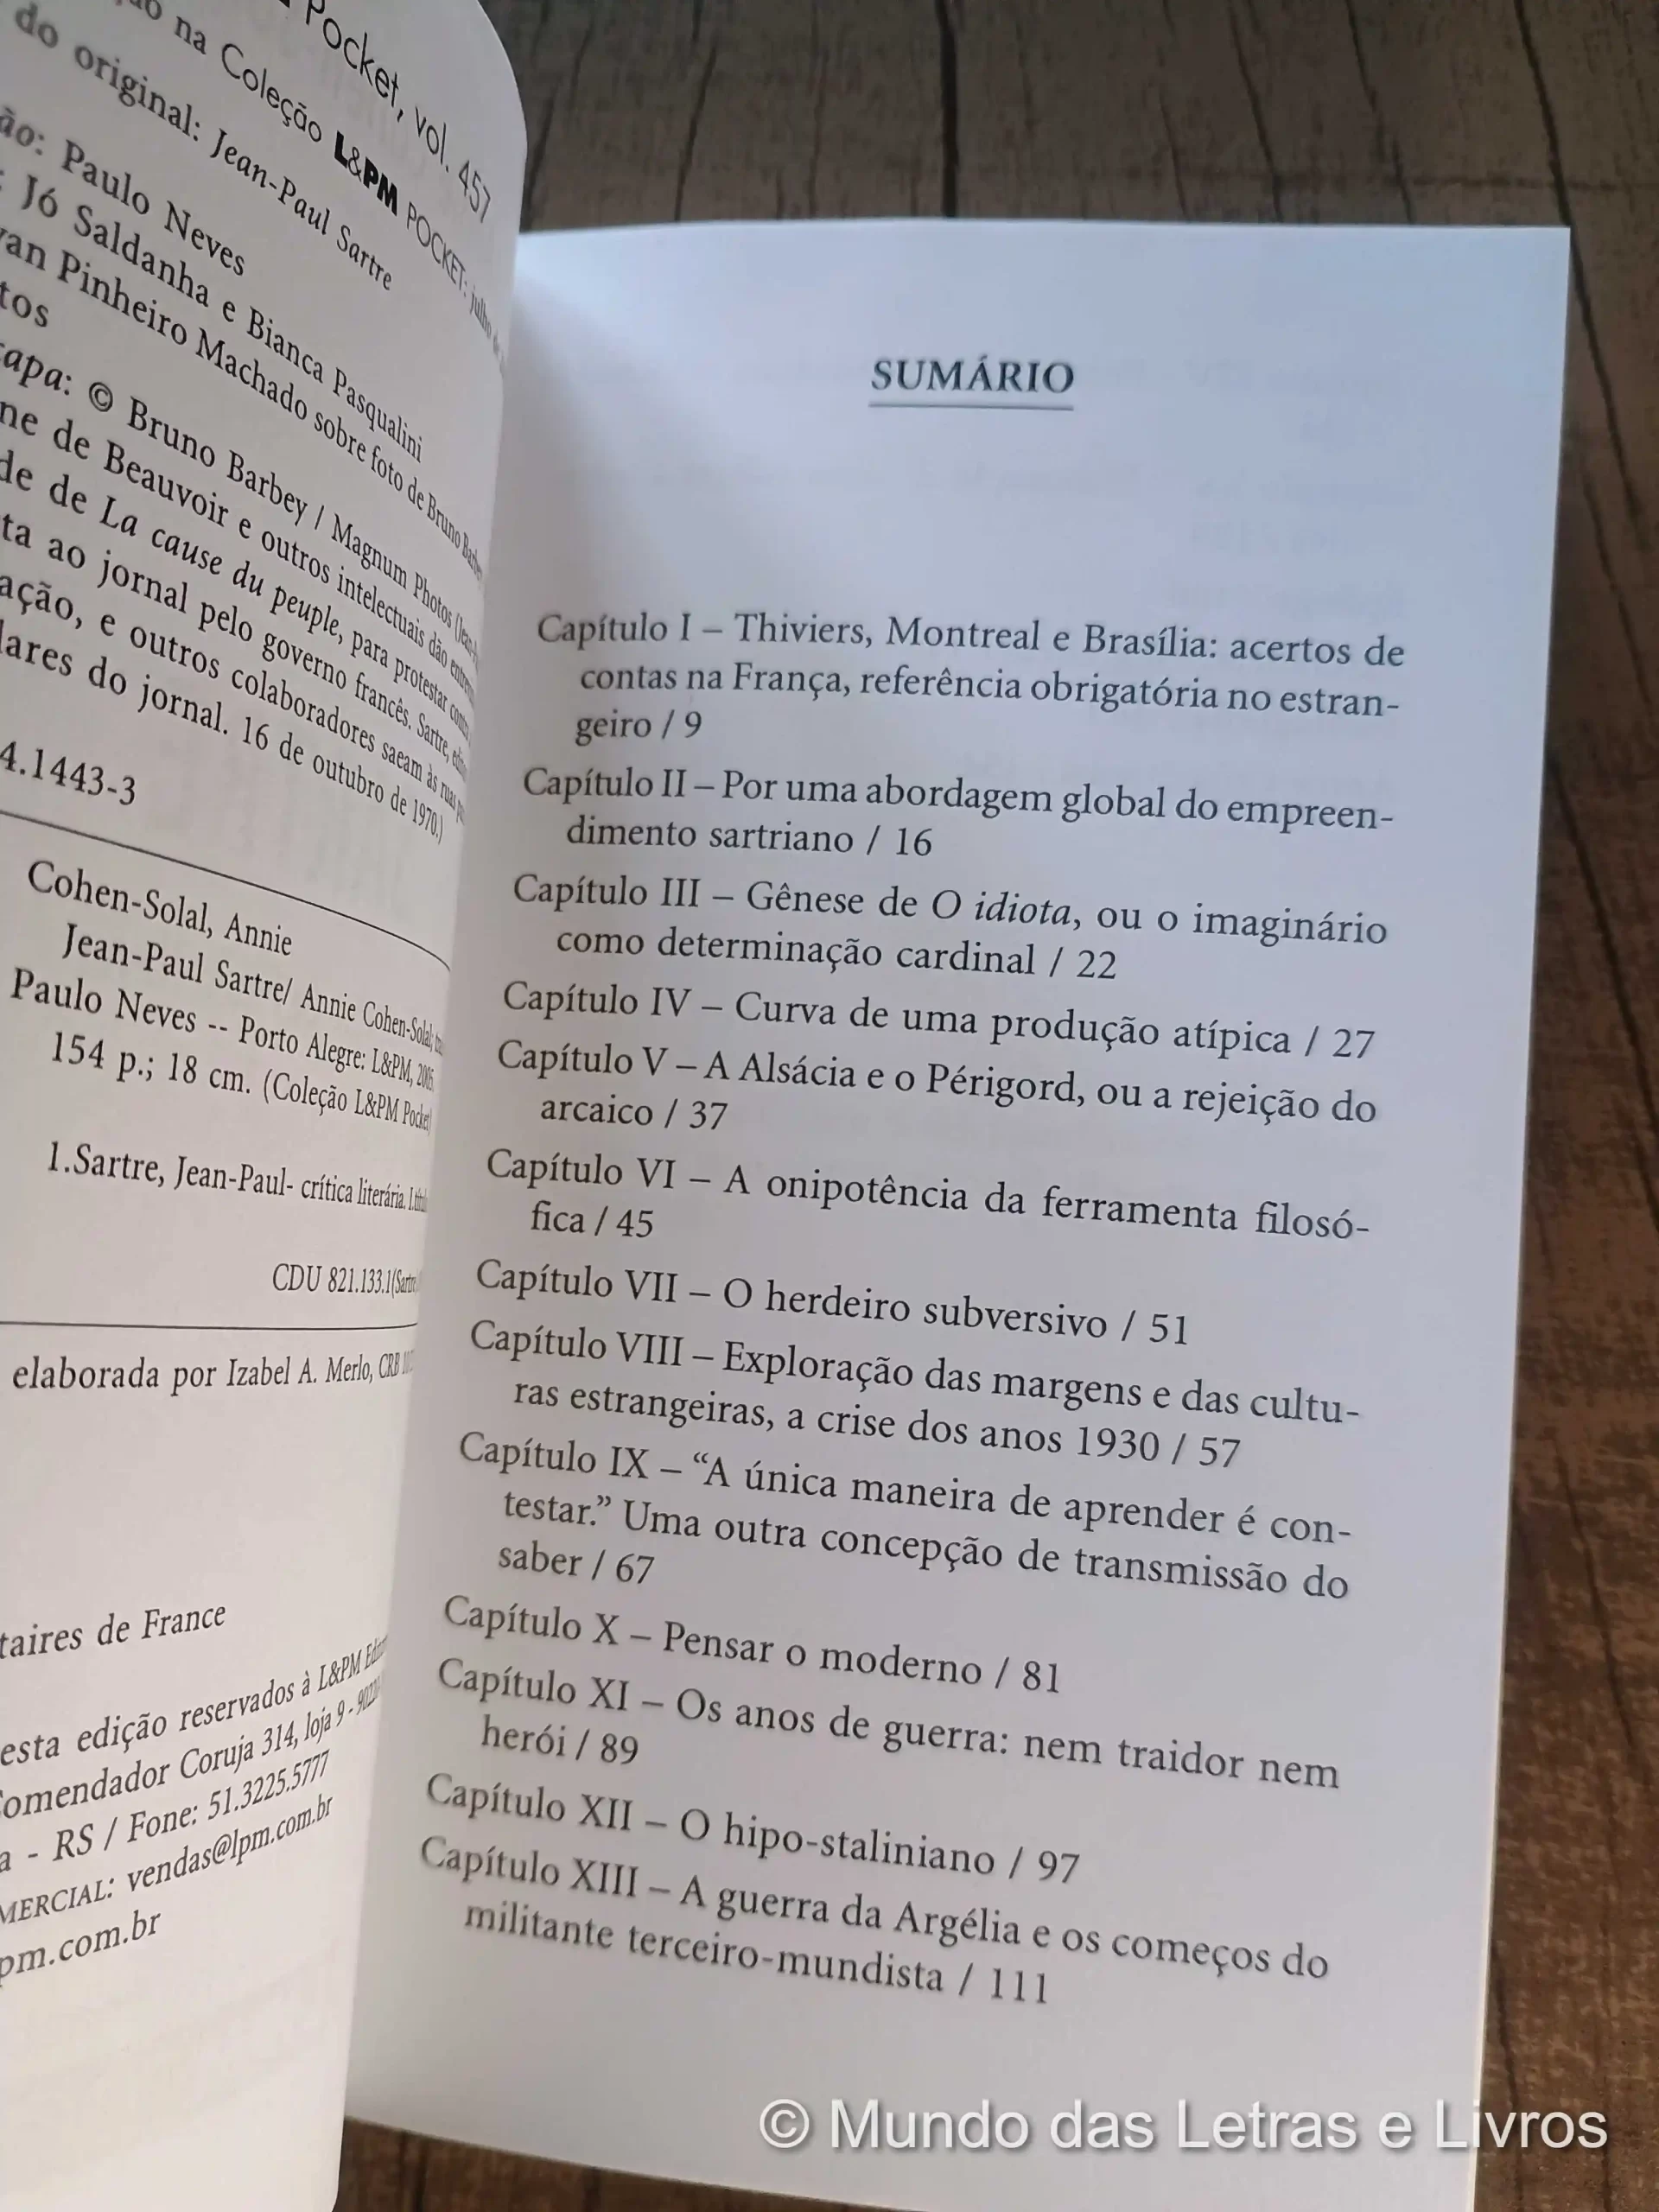 Pocket, vol. 457
na Coleção L&PM POCKET: julho de
do original: Jean-Paul Sartre
Paulo Neves
Jó Saldanha e Bianca Pasqualini
Pinheiro Machado sobre foto de Bruno
© Bruno Barbey / Magnum Photos
de Beauvoir e outros intelectuais dão
de La cause du peuple, para protestar
ao jornal pelo governo francês. Sartre,
e outros colaboradores saeam às ruas
do jornal. 16 de outubro de 1970.)
4.1443-3
Cohen-Solal, Annie
Jean-Paul Sartre/ Annie Cohen-Solal;
Paulo Neves -- Porto Alegre: L&PM,
154 p.; 18 cm. (Coleção L&PM Pocket)
1.Sartre, Jean-Paul- crítica literária.
CDU 821.133.1(Sartre
elaborada por Izabel A. Merlo, CRB
taires de France
esta edição reservados à L&PM
Comendador Coruja 314, loja 9 -
- RS / Fone: 51.3225.5777
MERCIAL: vendas@lpm.com.br
pm.com.br
SUMÁRIO
Capítulo I – Thiviers, Montreal e Brasília: acertos de
contas na França, referência obrigatória no estran-
geiro / 9
Capítulo II – Por uma abordagem global do empreen-
dimento sartriano / 16
Capítulo III – Gênese de O idiota, ou o imaginário
como determinação cardinal / 22
Capítulo IV – Curva de uma produção atípica / 27
Capítulo V – A Alsácia e o Périgord, ou a rejeição do
arcaico / 37
Capítulo VI – A onipotência da ferramenta filosó-
fica / 45
Capítulo VII – O herdeiro subversivo / 51
Capítulo VIII – Exploração das margens e das cultu-
ras estrangeiras, a crise dos anos 1930 / 57
Capítulo IX – “A única maneira de aprender é con-
testar.” Uma outra concepção de transmissão do
saber / 67
Capítulo X – Pensar o moderno / 81
Capítulo XI – Os anos de guerra: nem traidor nem
herói / 89
Capítulo XII – O hipo-staliniano / 97
Capítulo XIII – A guerra da Argélia e os começos do
militante terceiro-mundista / 111
© Mundo das Letras e Livros